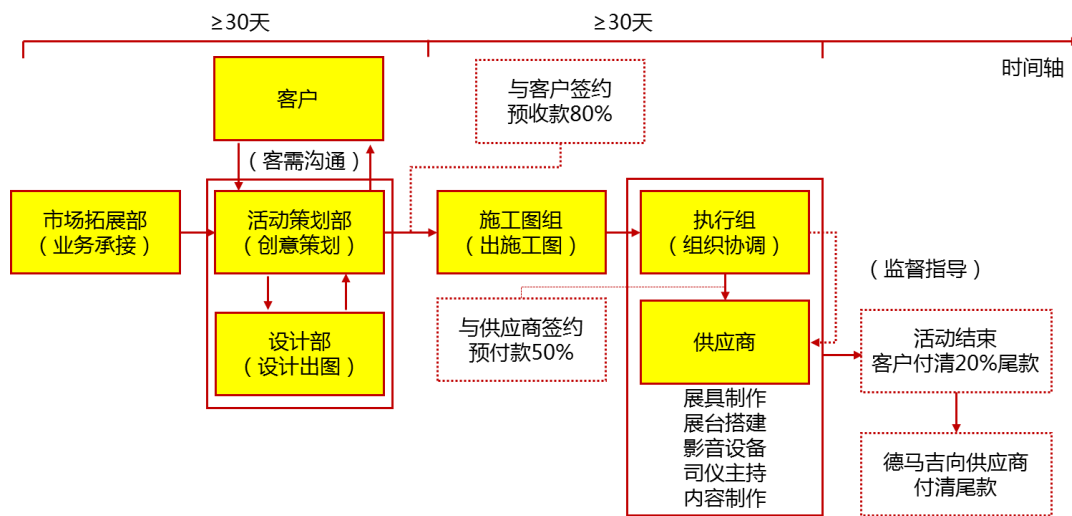 ≥30天
≥30天
时间轴
客户
与客户签约
预收款80%
（客需沟通）
市场拓展部
（业务承接）
活动策划部
（创意策划）
施工图组
（出施工图）
执行组
（组织协调）
（监督指导）
设计部
（设计出图）
与供应商签约
预付款50%
供应商
活动结束
客户付清20%尾款
展具制作
展台搭建
影音设备
司仪主持
内容制作
德马吉向供应商
付清尾款